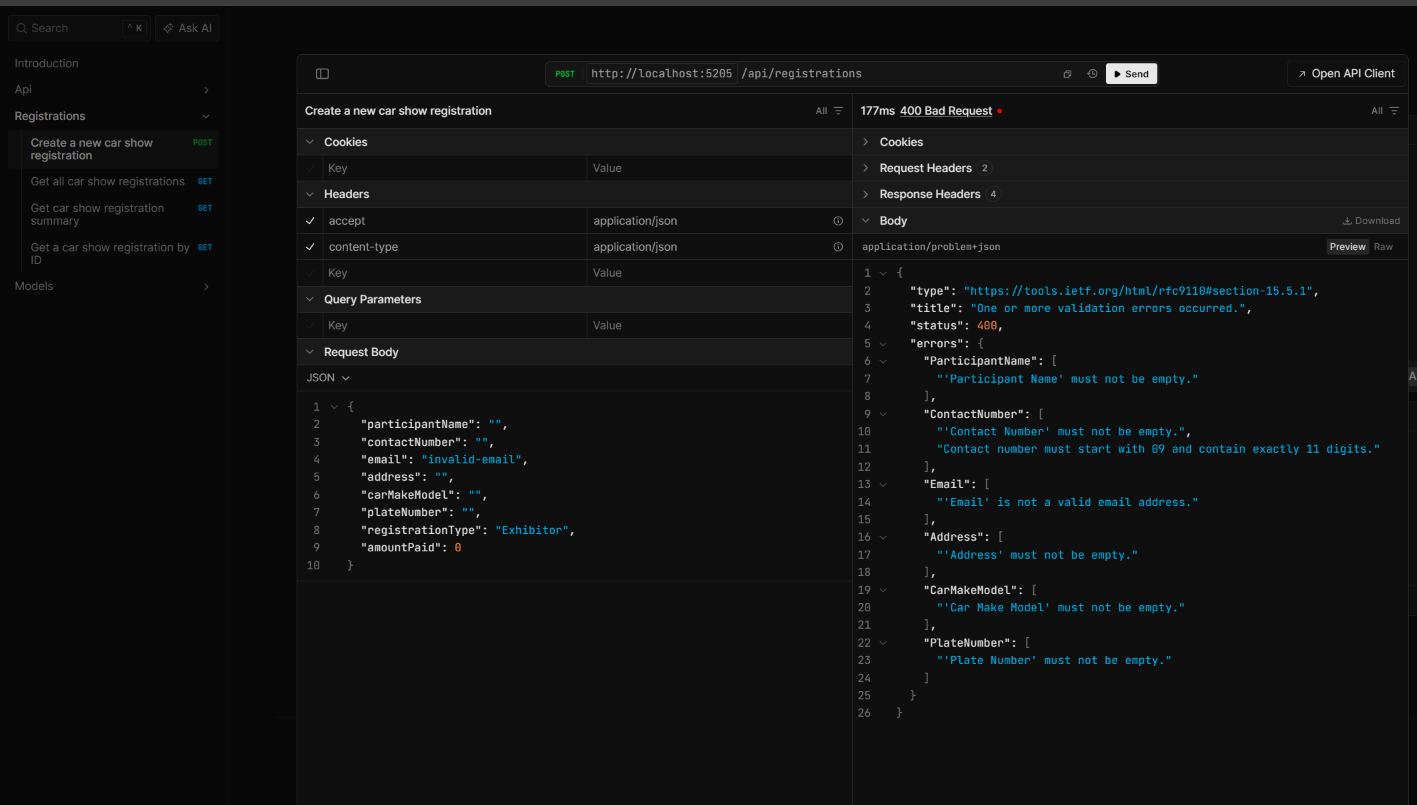 Search
^ K
Ask AI
Introduction
Api
Registrations
Create a new car show registration
POST
Get all car show registrations
GET
Get car show registration summary
GET
Get a car show registration by ID
GET
Models
POST
http://localhost:5205 /api/registrations
Send
Open API Client
Create a new car show registration
All
Cookies
Key
Value
Headers
accept
application/json
content-type
application/json
Key
Value
Query Parameters
Key
Value
Request Body
JSON
1 {
2 "participantName": "",
3 "contactNumber": "",
4 "email": "invalid-email",
5 "address": "",
6 "carMakeModel": "",
7 "plateNumber": "",
8 "registrationType": "Exhibitor",
9 "amountPaid": 0
10 }
177ms 400 Bad Request
All
Cookies
Request Headers 2
Response Headers 4
Body
Download
application/problem+json
Preview Raw
1 {
2 "type": "https://tools.ietf.org/html/rfc9110#section-15.5.1",
3 "title": "One or more validation errors occurred.",
4 "status": 400,
5 "errors": {
6 "ParticipantName": [
7 "'Participant Name' must not be empty."
8 ],
9 "ContactNumber": [
10 "'Contact Number' must not be empty.",
11 "Contact number must start with 09 and contain exactly 11 digits."
12 ],
13 "Email": [
14 "'Email' is not a valid email address."
15 ],
16 "Address": [
17 "'Address' must not be empty."
18 ],
19 "CarMakeModel": [
20 "'Car Make Model' must not be empty."
21 ],
22 "PlateNumber": [
23 "'Plate Number' must not be empty."
24 ]
25 }
26 }
A